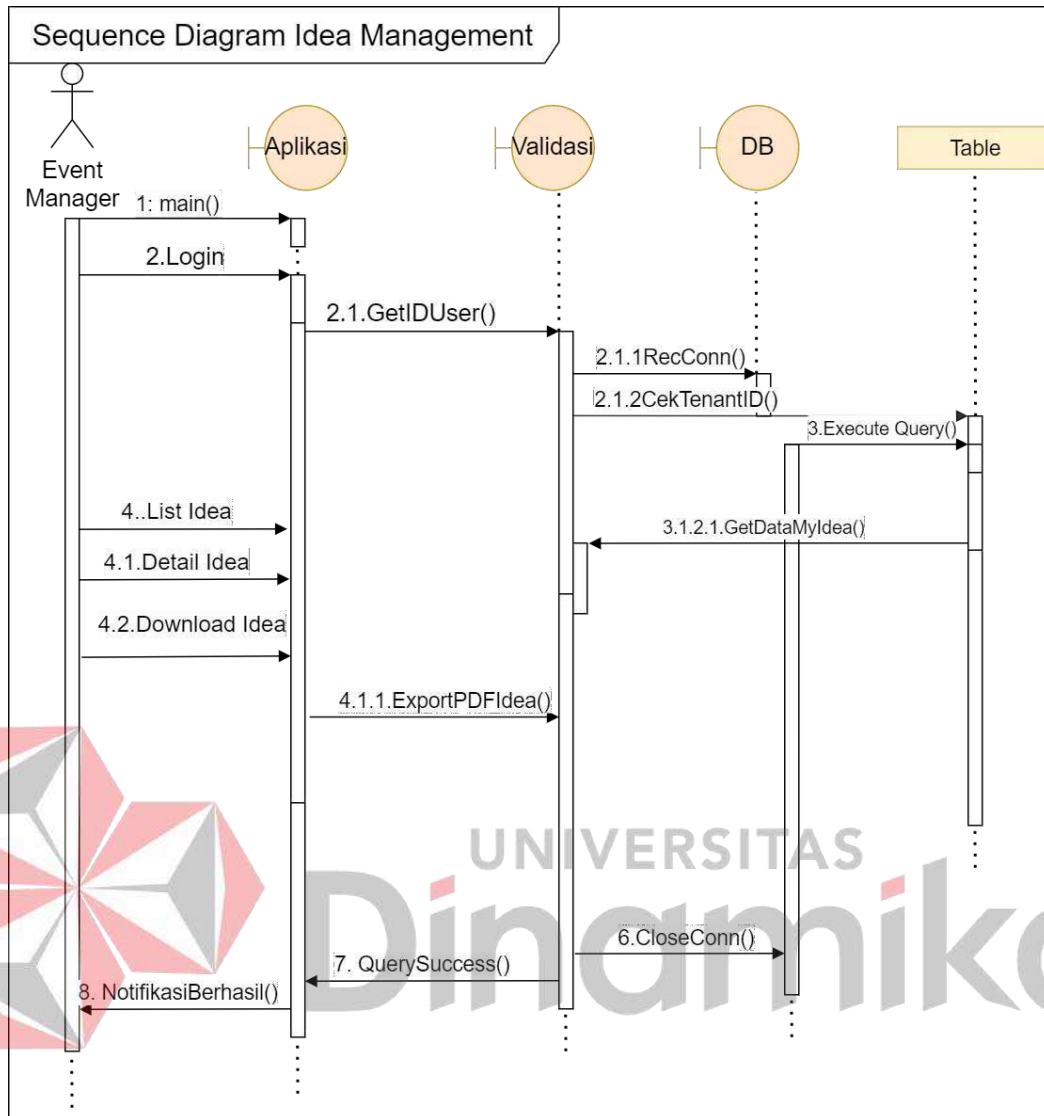 Sequence Diagram Idea Management
Event
Manager
Aplikasi
Validasi
DB
Table
1: main()
2.Login
2.1.GetIDUser()
2.1.1RecConn()
2.1.2CekTenantID()
3.Execute Query()
4..List Idea
3.1.2.1.GetDataMyIdea()
4.1.Detail Idea
4.2.Download Idea
4.1.1.ExportPDFIdea()
UNIVERSITAS
Dinamika
6.CloseConn()
7. QuerySuccess()
8. NotifikasiBerhasil()